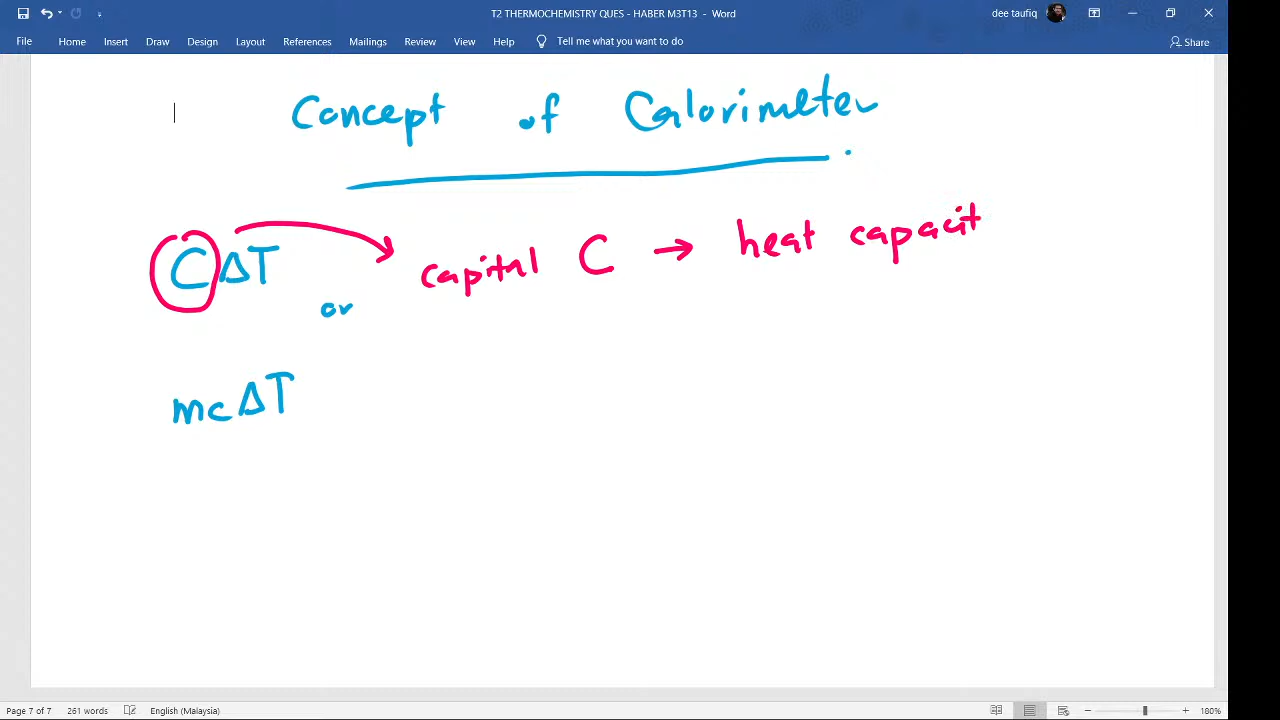 T2 THERMOCHEMISTRY QUES - HABER M3T13 - Word
dee taufiq
File Home Insert Draw Design Layout References Mailings Review View Help Tell me what you want to do
Share
Concept of Calorimeter
CΔT
capital C → heat capacit
or
mcΔT
Page 7 of 7 261 words English (Malaysia)
180%